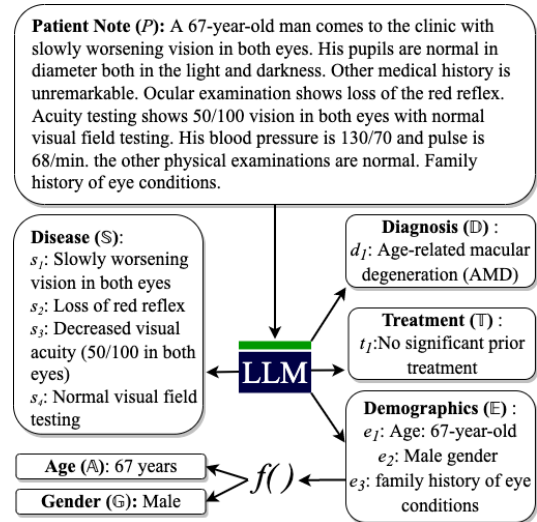 Patient Note (P): A 67-year-old man comes to the clinic with
slowly worsening vision in both eyes. His pupils are normal in
diameter both in the light and darkness. Other medical history is
unremarkable. Ocular examination shows loss of the red reflex.
Acuity testing shows 50/100 vision in both eyes with normal
visual field testing. His blood pressure is 130/70 and pulse is
68/min. the other physical examinations are normal. Family
history of eye conditions.
Disease (𝕊):
s₁: Slowly worsening
vision in both eyes
s₂: Loss of red reflex
s₃: Decreased visual
acuity (50/100 in both
eyes)
s₄: Normal visual field
testing
Diagnosis (𝔻) :
d₁: Age-related macular
degeneration (AMD)
LLM
Treatment (𝕋) :
t₁:No significant prior
treatment
Demographics (𝔼) :
e₁: Age: 67-year-old
e₂: Male gender
e₃: family history of eye
conditions
f()
Age (𝔸): 67 years
Gender (𝔾): Male